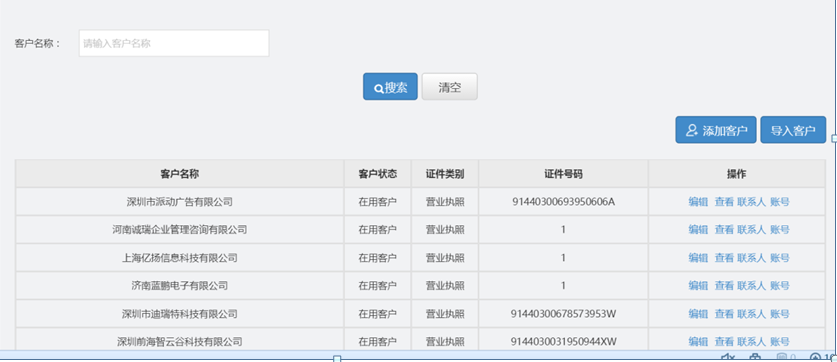 客户名称：
请输入客户名称
搜索 清空
添加客户 导入客户
客户名称 客户状态 证件类别 证件号码 操作
深圳市派动广告有限公司 在用客户 营业执照 91440300693950606A 编辑 查看 联系人 账号
河南诚瑞企业管理咨询有限公司 在用客户 营业执照 1 编辑 查看 联系人 账号
上海亿扬信息科技有限公司 在用客户 营业执照 1 编辑 查看 联系人 账号
济南蓝鹏电子有限公司 在用客户 营业执照 1 编辑 查看 联系人 账号
深圳市迪瑞特科技有限公司 在用客户 营业执照 91440300678573953W 编辑 查看 联系人 账号
深圳前海智云谷科技有限公司 在用客户 营业执照 9144030031950944XW 编辑 查看 联系人 账号